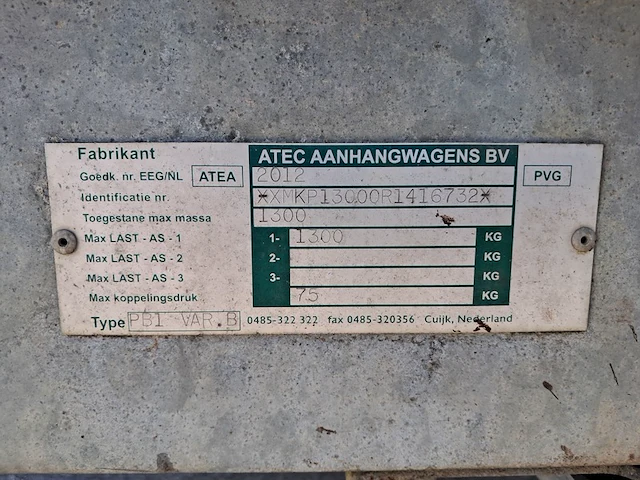 Fabrikant ATEC AANHANGWAGENS BV
Goedk. nr. EEG/NL ATEA 2012 PVG
Identificatie nr. *XMKP13000R1416732*
Toegestane max massa 1300
Max LAST - AS - 1 1- 1300 KG
Max LAST - AS - 2 2- KG
Max LAST - AS - 3 3- KG
Max koppelingsdruk 75 KG
Type PB1 VAR.B 0485-322 322 fax 0485-320356 Cuijk, Nederland